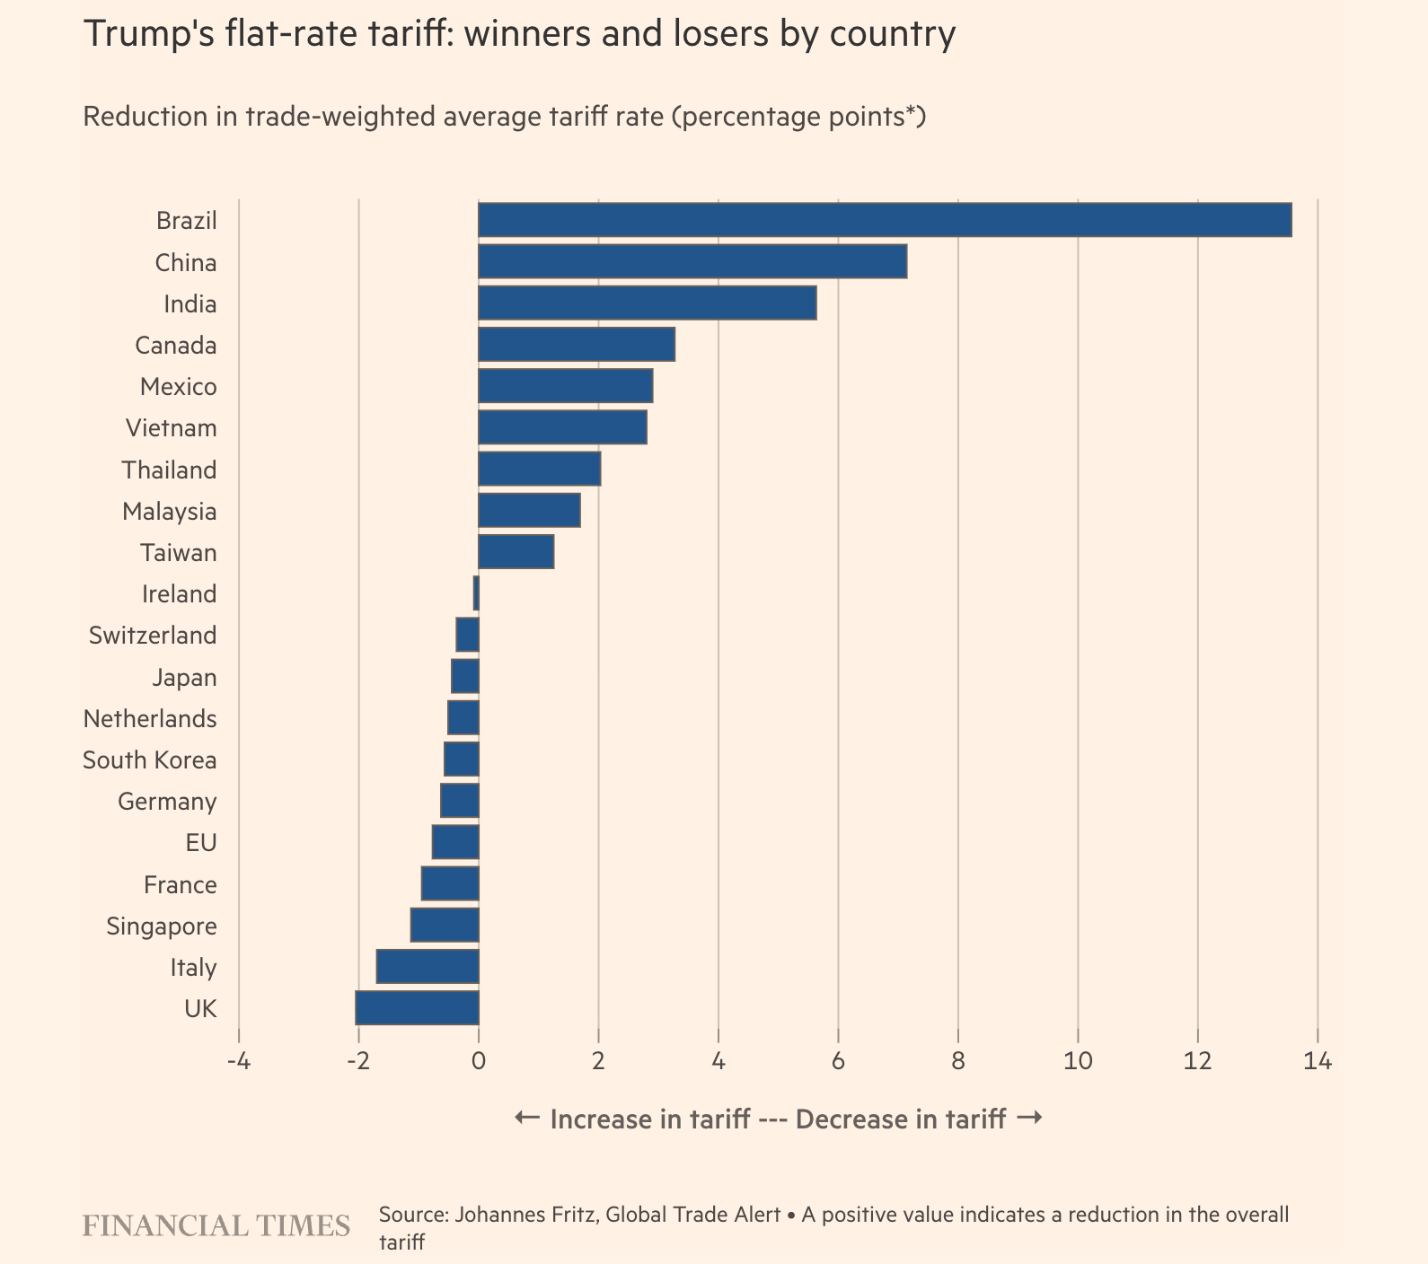 Trump's flat-rate tariff: winners and losers by country
Reduction in trade-weighted average tariff rate (percentage points*)
Brazil
China
India
Canada
Mexico
Vietnam
Thailand
Malaysia
Taiwan
Ireland
Switzerland
Japan
Netherlands
South Korea
Germany
EU
France
Singapore
Italy
UK
-4 -2 0 2 4 6 8 10 12 14
← Increase in tariff --- Decrease in tariff →
FINANCIAL TIMES
Source: Johannes Fritz, Global Trade Alert • A positive value indicates a reduction in the overall
tariff